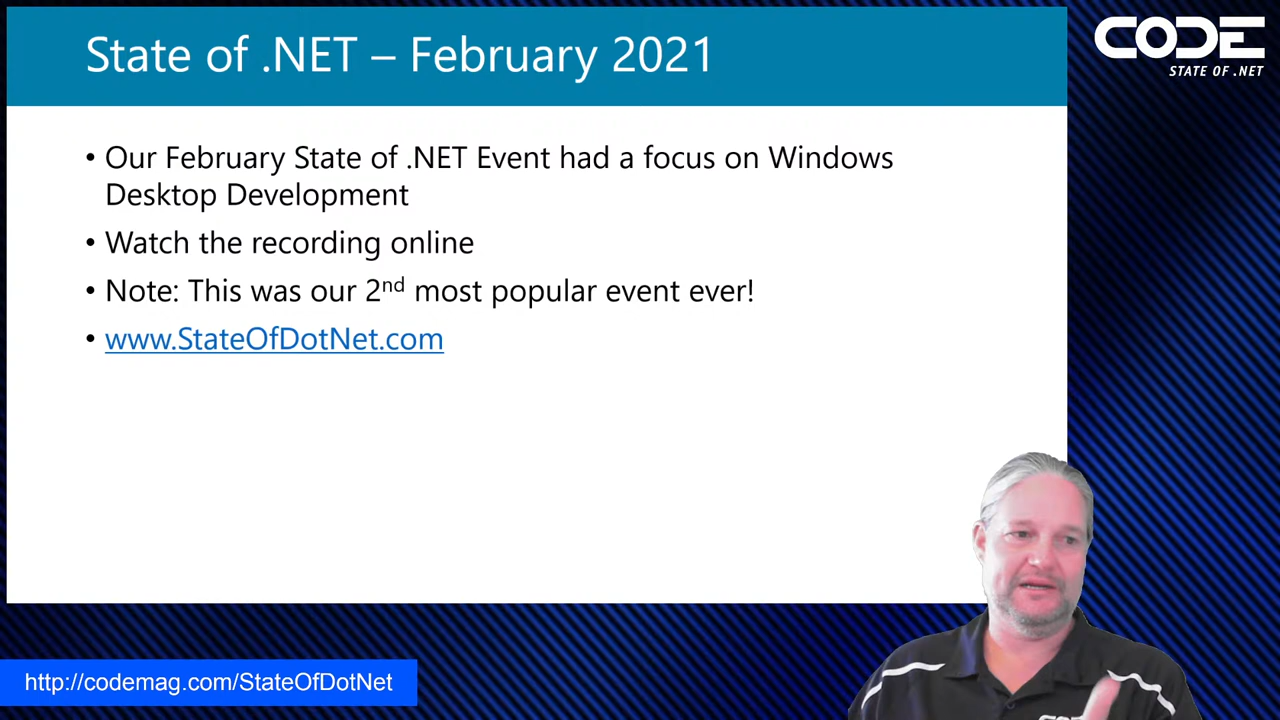 State of .NET – February 2021
CODE
STATE OF .NET
• Our February State of .NET Event had a focus on Windows
Desktop Development
• Watch the recording online
• Note: This was our 2nd most popular event ever!
• www.StateOfDotNet.com
http://codemag.com/StateOfDotNet